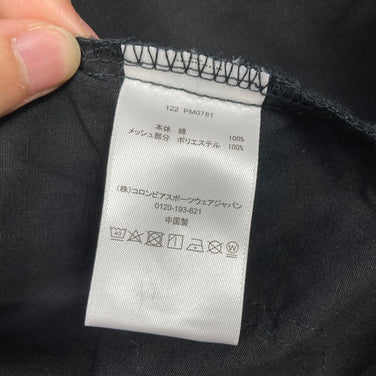 122 PM0761
本体 綿 100%
メッシュ部分 ポリエステル 100%
(株)コロンビアスポーツウェアジャパン
0120-193-821
中国製
40 W